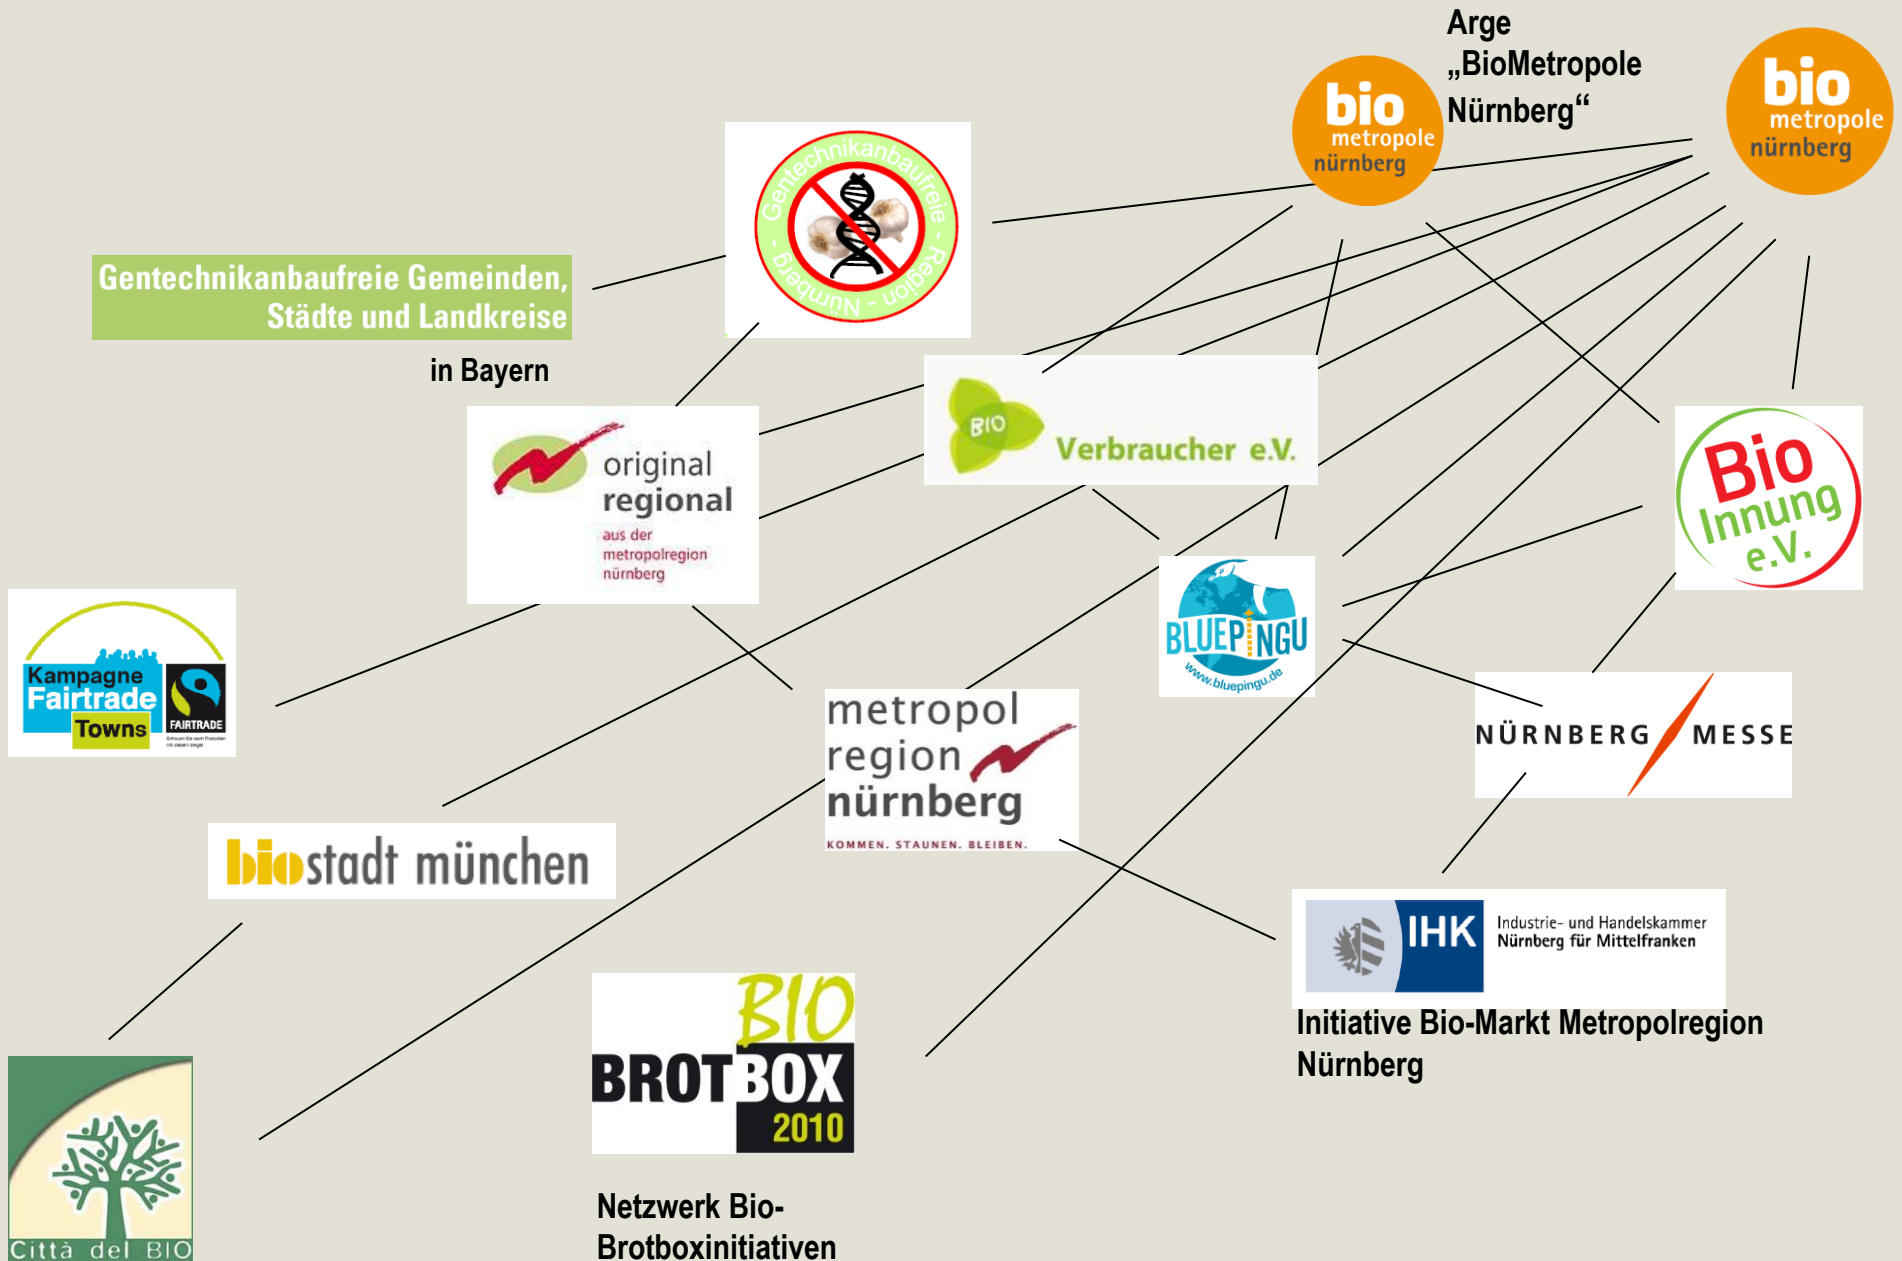 Arge
„BioMetropole
Nürnberg“
bio
metropole
nürnberg
bio
metropole
nürnberg
Gentechnikanbaufreie - Region - Nürnberg -
Gentechnikanbaufreie Gemeinden,
Städte und Landkreise
in Bayern
original
regional
aus der
metropolregion
nürnberg
BIO
Verbraucher e.V.
Bio
Innung
e.V.
BLUEPINGU
www.bluepingu.de
Kampagne
Fairtrade
Towns
FAIRTRADE
metropol
region
nürnberg
KOMMEN. STAUNEN. BLEIBEN.
NÜRNBERG MESSE
biostadt münchen
IHK
Industrie- und Handelskammer
Nürnberg für Mittelfranken
Initiative Bio-Markt Metropolregion
Nürnberg
BIO
BROTBOX
2010
Netzwerk Bio-
Brotboxinitiativen
Città del BIO